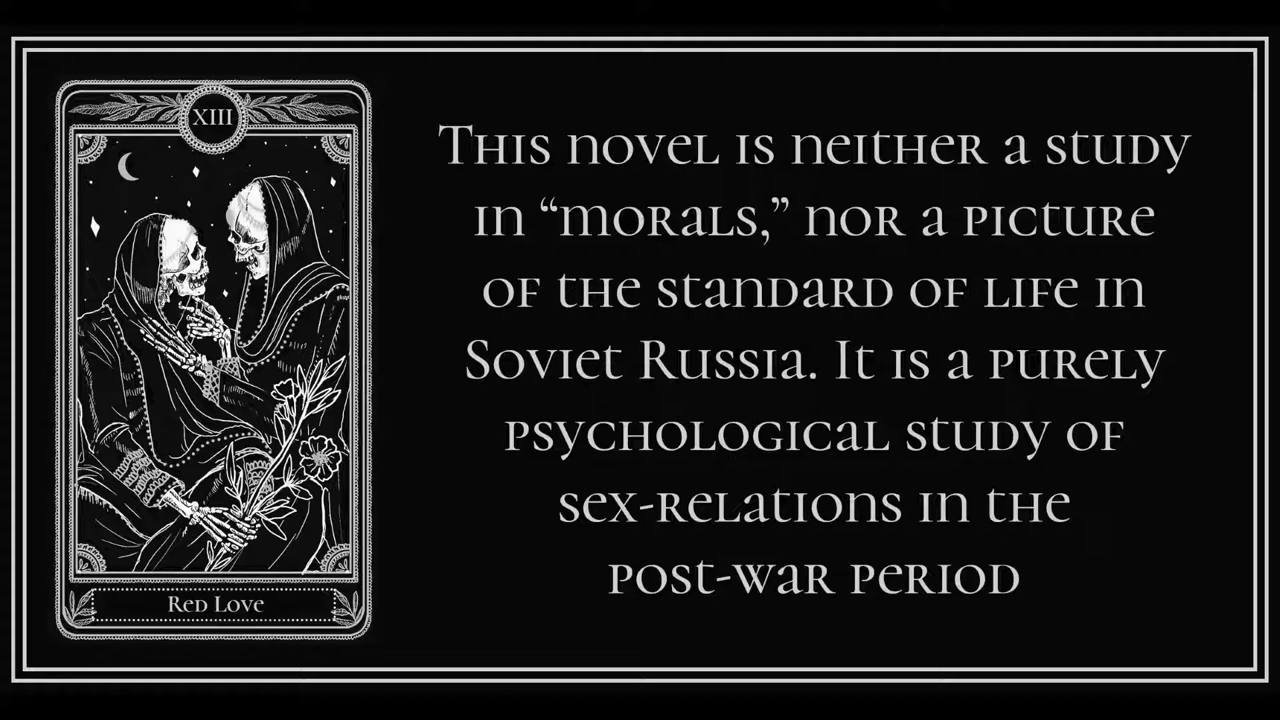 XIII
Red Love
This novel is neither a study
in “morals,” nor a picture
of the standard of life in
Soviet Russia. It is a purely
psychological study of
sex-relations in the
post-war period